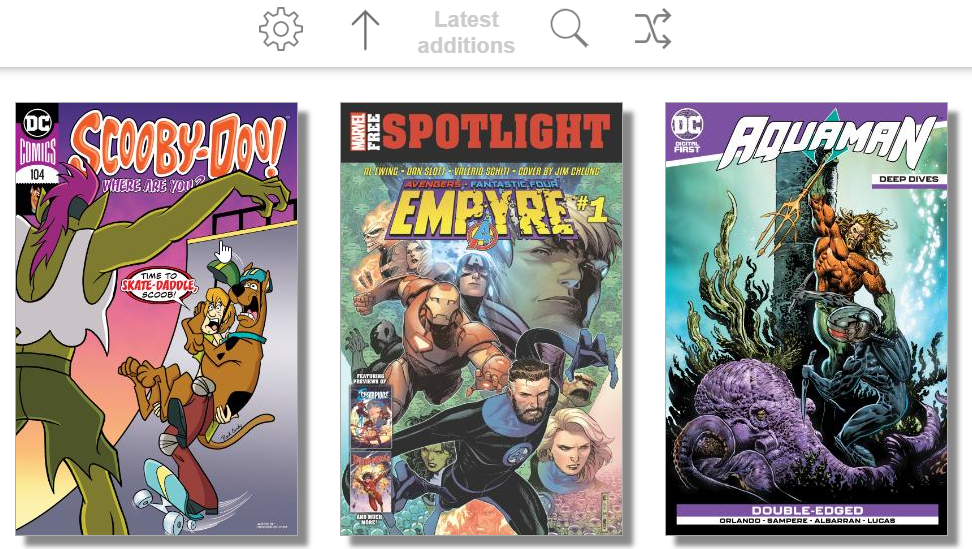 Latest
additions
DC
COMICS
104
SCOOBY-DOO!
WHERE ARE YOU?
TIME TO
SKATE-DADDLE,
SCOOB!
MARVEL
FREE
SPOTLIGHT
AL EWING • DAN SLOTT • VALERIO SCHITI • COVER BY JIM CHEUNG
AVENGERS • FANTASTIC FOUR
EMPYRE #1
FEATURING
PREVIEWS OF
CHAMPIONS
AND MUCH
MORE!
DC
DIGITAL
FIRST
AQUAMAN
DEEP DIVES
DOUBLE-EDGED
ORLANDO • SAMPERE • ALBARRAN • LUCAS